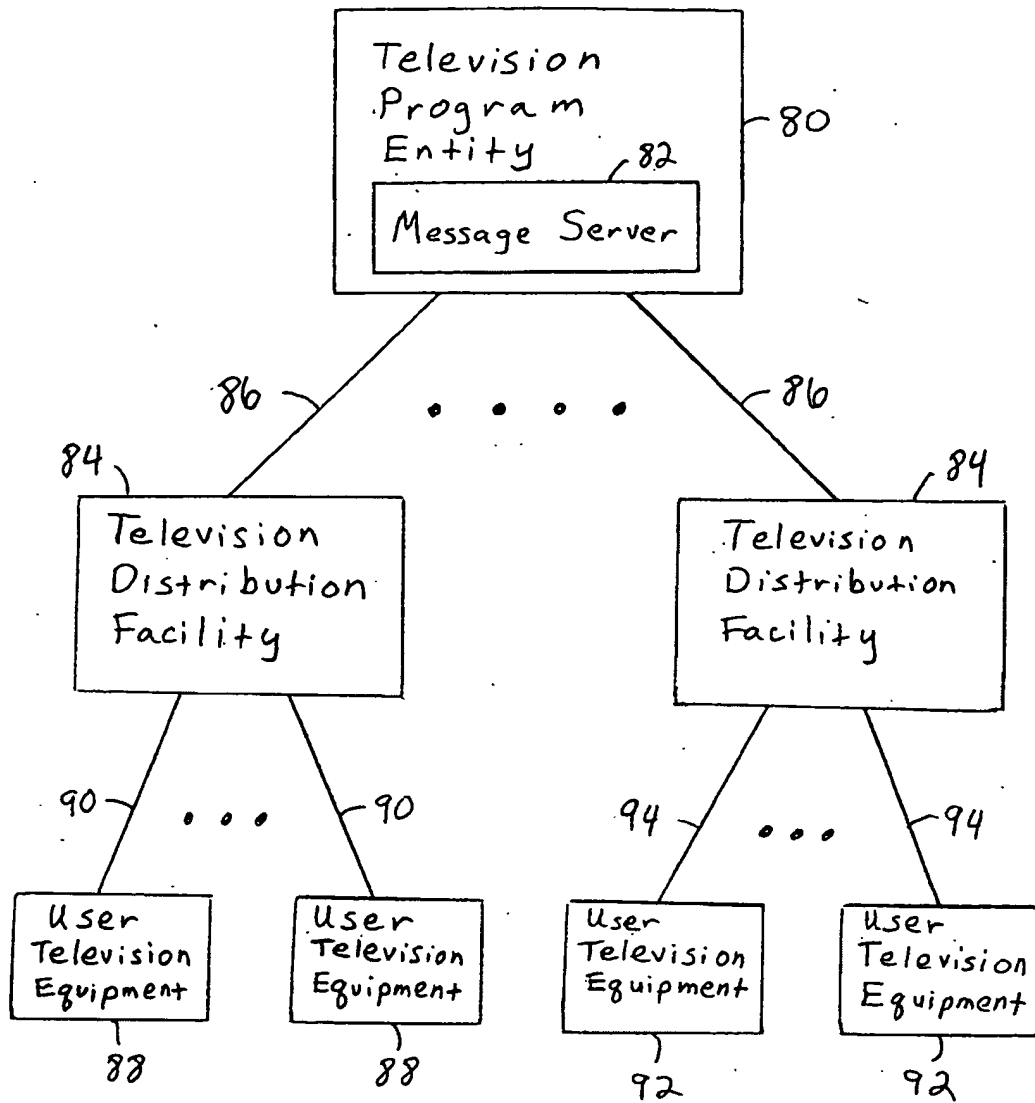 Television
Program
Entity
80
82
Message Server
86
86
84
84
Television
Distribution
Facility
Television
Distribution
Facility
90
90
94
94
User
Television
Equipment
User
Television
Equipment
User
Television
Equipment
User
Television
Equipment
88
88
92
92